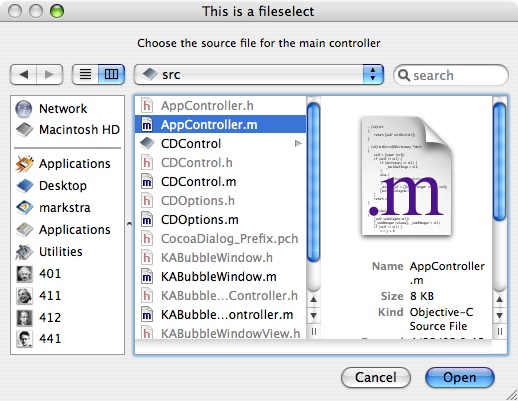 This is a fileselect
Choose the source file for the main controller
src
search
Network
Macintosh HD
Applications
Desktop
markstra
Applications
Utilities
401
411
412
441
AppController.h
AppController.m
CDControl
CDControl.h
CDControl.m
CDOptions.h
CDOptions.m
CocoaDialog_Prefix.pch
KABubbleWindow.h
KABubbleWindow.m
KABubble...Controller.h
KABubble...ontroller.m
KABubbleWindowView.h
.m
Name AppController
.m
Size 8 KB
Kind Objective-C
Source File
Cancel
Open